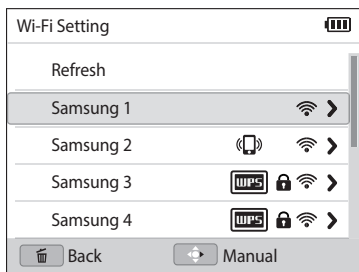 Wi-Fi Setting
Refresh
Samsung 1
Samsung 2
Samsung 3 WPS
Samsung 4 WPS
Back Manual